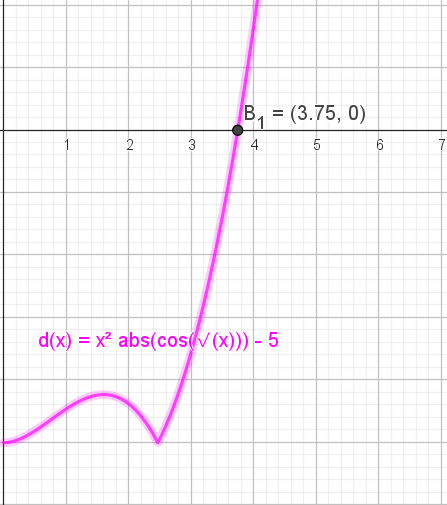 B₁ = (3.75, 0)
1 2 3 4 5 6 7
d(x) = x² abs(cos(√(x))) - 5